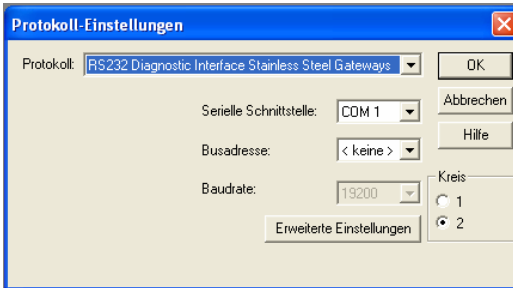 Protokoll-Einstellungen
Protokoll: RS232 Diagnostic Interface Stainless Steel Gateways
OK
Serielle Schnittstelle: COM 1
Abbrechen
Busadresse: < keine >
Hilfe
Baudrate: 19200
Kreis
1
2
Erweiterte Einstellungen